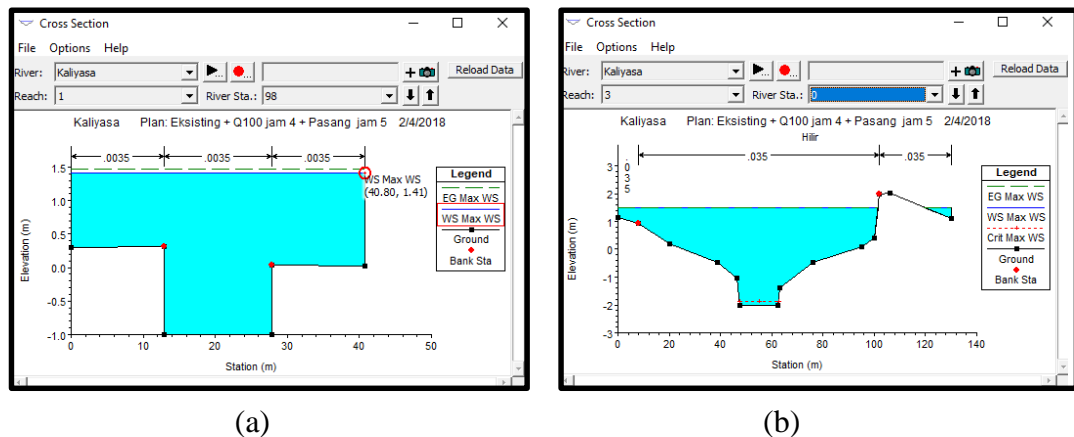 Cross Section
File Options Help
River: Kaliyasa
Reload Data
Reach: 1 River Sta.: 98
Kaliyasa Plan: Eksisting + Q100 jam 4 + Pasang jam 5 2/4/2018
.0035 .0035 .0035
WS Max WS
(40.80, 1.41)
Legend
EG Max WS
WS Max WS
Ground
Bank Sta
Elevation (m)
1.5
1.0
0.5
0.0
-0.5
-1.0
0 10 20 30 40 50
Station (m)
(a)
Cross Section
File Options Help
River: Kaliyasa
Reload Data
Reach: 3 River Sta.: 0
Kaliyasa Plan: Eksisting + Q100 jam 4 + Pasang jam 5 2/4/2018
Hilir
.035 .035 .035
Legend
EG Max WS
WS Max WS
Crit Max WS
Ground
Bank Sta
Elevation (m)
3
2
1
0
-1
-2
-3
0 20 40 60 80 100 120 140
Station (m)
(b)